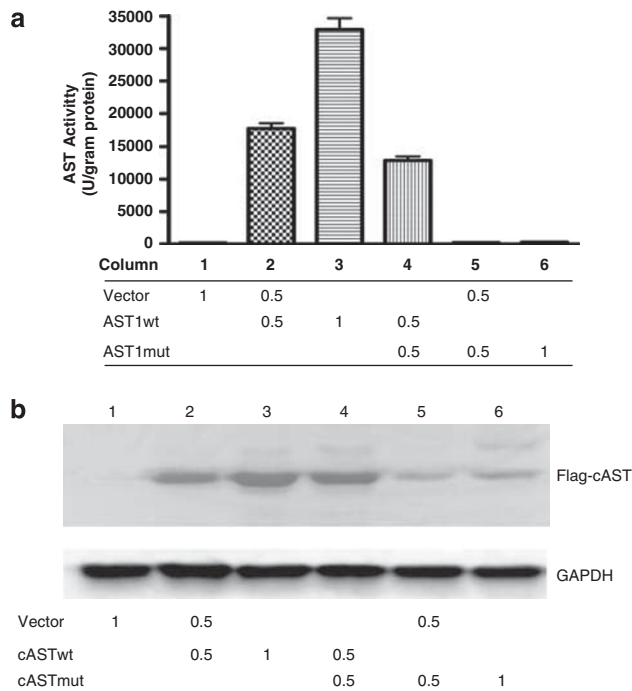 a
35000
30000
25000
20000
15000
10000
5000
0
AST Activitty
(U/gram protein)
Column 1 2 3 4 5 6
Vector 1 0.5 0.5
AST1wt 0.5 1 0.5
AST1mut 0.5 0.5 1
b
1 2 3 4 5 6
Flag-cAST
GAPDH
Vector 1 0.5 0.5
cASTwt 0.5 1 0.5
cASTmut 0.5 0.5 1